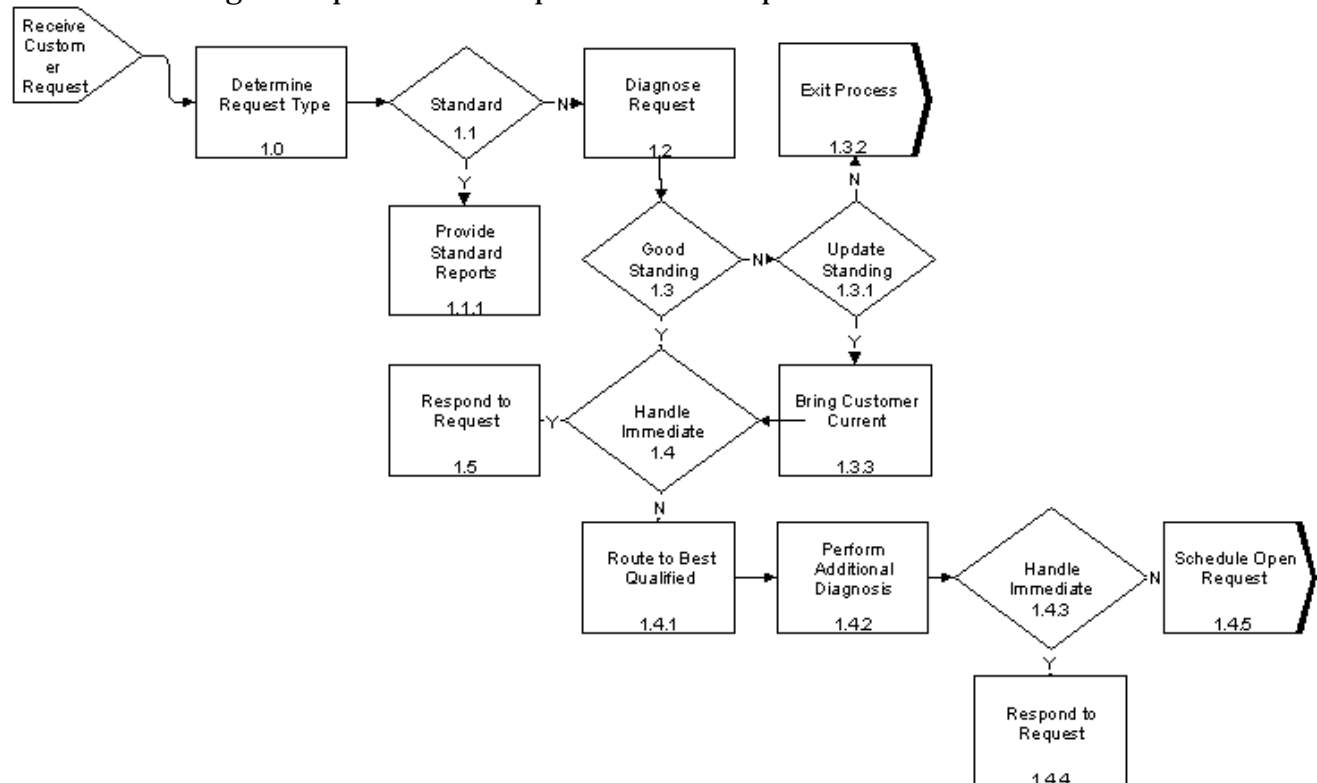 Receive
Custom
er
Request
Determine
Request Type
1.0
Standard
1.1
N
Diagnose
Request
1.2
Exit Process
1.3.2
Y
N
Provide
Standard
Reports
1.1.1
Good
Standing
1.3
N
Update
Standing
1.3.1
Y
Y
Respond to
Request
1.5
Y
Handle
Immediate
1.4
Bring Customer
Current
1.3.3
N
Route to Best
Qualified
1.4.1
Perform
Additional
Diagnosis
1.4.2
Handle
Immediate
1.4.3
N
Schedule Open
Request
1.4.5
Y
Respond to
Request
1.4.4